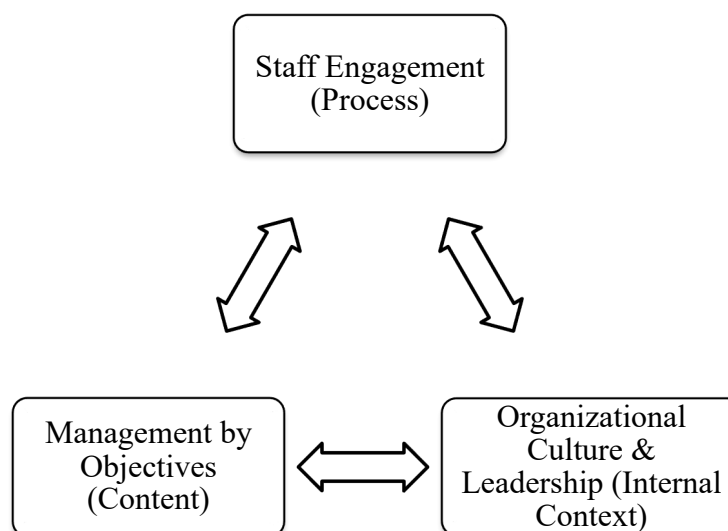 Staff Engagement
(Process)
Management by
Objectives
(Content)
Organizational
Culture &
Leadership (Internal
Context)